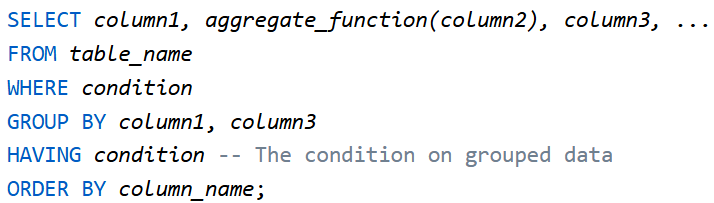 SELECT column1, aggregate_function(column2), column3, ...
FROM table_name
WHERE condition
GROUP BY column1, column3
HAVING condition -- The condition on grouped data
ORDER BY column_name;